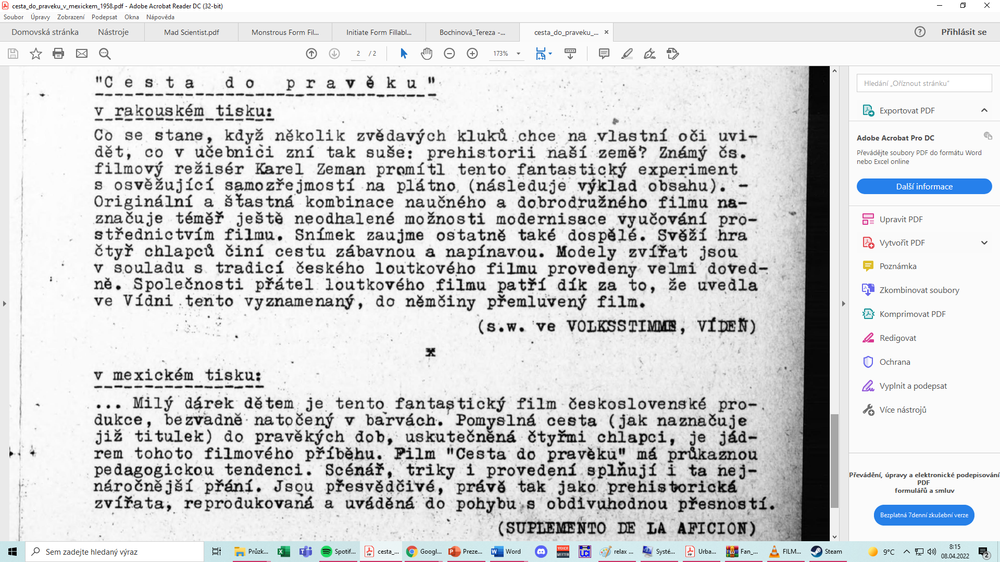 cesta_do_praveku_v_mexickem_1958.pdf - Adobe Acrobat Reader DC (32-bit)
Soubor Úpravy Zobrazení Podepsat Okna Nápověda
Domovská stránka Nástroje Mad Scientist.pdf Monstrous Form Fil... Initiate Form Fillabl... Bochinová_Tereza -... cesta_do_praveku_... Přihlásit se
2 / 2 173%
"Cesta do pravěku"
v rakouském tisku:
Co se stane, když několik zvědavých kluků chce na vlastní oči uvi-
dět, co v učebnici zní tak suše: prehistorii naší země? Známý čs.
filmový režisér Karel Zeman promítl tento fantastický experiment
s osvěžující samozřejmostí na plátno (následuje výklad obsahu). -
Originální a šťastná kombinace naučného a dobrodružného filmu na-
značuje téměř ještě neodhalené možnosti modernisace vyučování pro-
střednictvím filmu. Snímek zaujme ostatně také dospělé. Svěží hra
čtyř chlapců činí cestu zábavnou a napínavou. Modely zvířat jsou
v souladu s tradicí českého loutkového filmu provedeny velmi doved-
ně. Společnosti přátel loutkového filmu patří dík za to, že uvedla
ve Vídni tento vyznamenaný, do němčiny přemluvený film.
(s.w. ve VOLKSSTIMME, VÍDEŇ)
x
v mexickém tisku:
... Milý dárek dětem je tento fantastický film československé pro-
dukce, bezvadně natočený v barvách. Pomyslná cesta (jak naznačuje
již titulek) do pravěkých dob, uskutečněná čtyřmi chlapci, je jád-
rem tohoto filmového příběhu. Film "Cesta do pravěku" má průkaznou
pedagogickou tendenci. Scénář, triky i provedení splňují i ta nej-
náročnější přání. Jsou přesvědčivé, právě tak jako prehistorická
zvířata, reprodukovaná a uváděná do pohybu s obdivuhodnou přesností.
(SUPLEMENTO DE LA AFICION)
Hledání „Oříznout stránku"
Exportovat PDF
Adobe Acrobat Pro DC
Převádějte soubory PDF do formátu Word
nebo Excel online
Další informace
Upravit PDF
Vytvořit PDF
Poznámka
Zkombinovat soubory
Komprimovat PDF
Redigovat
Ochrana
Vyplnit a podepsat
Více nástrojů
Převádění, úpravy a elektronické podepisování
PDF
formulářů a smluv
Bezplatná 7denní zkušební verze
Sem zadejte hledaný výraz Průzk... Spotif... cesta_... Googl... Preze... Word VOICE MEETER uci relax ... Systé... Urba... Fan_... FILM... Steam 9°C 8:15
08.04.2022 2